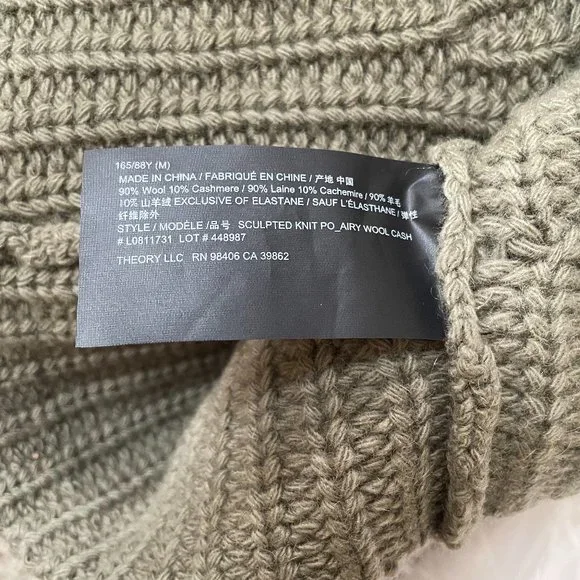 165/88Y (M)
MADE IN CHINA / FABRIQUÉ EN CHINE / 产地 中国
90% Wool 10% Cashmere / 90% Laine 10% Cachemire / 90% 羊毛
10% 山羊绒 EXCLUSIVE OF ELASTANE / SAUF L'ÉLASTHANE / 弹性
纤维除外
STYLE / MODÈLE / 品号 SCULPTED KNIT PO_AIRY WOOL CASH
# L0811731 LOT # 448987
THEORY LLC RN 98406 CA 39862